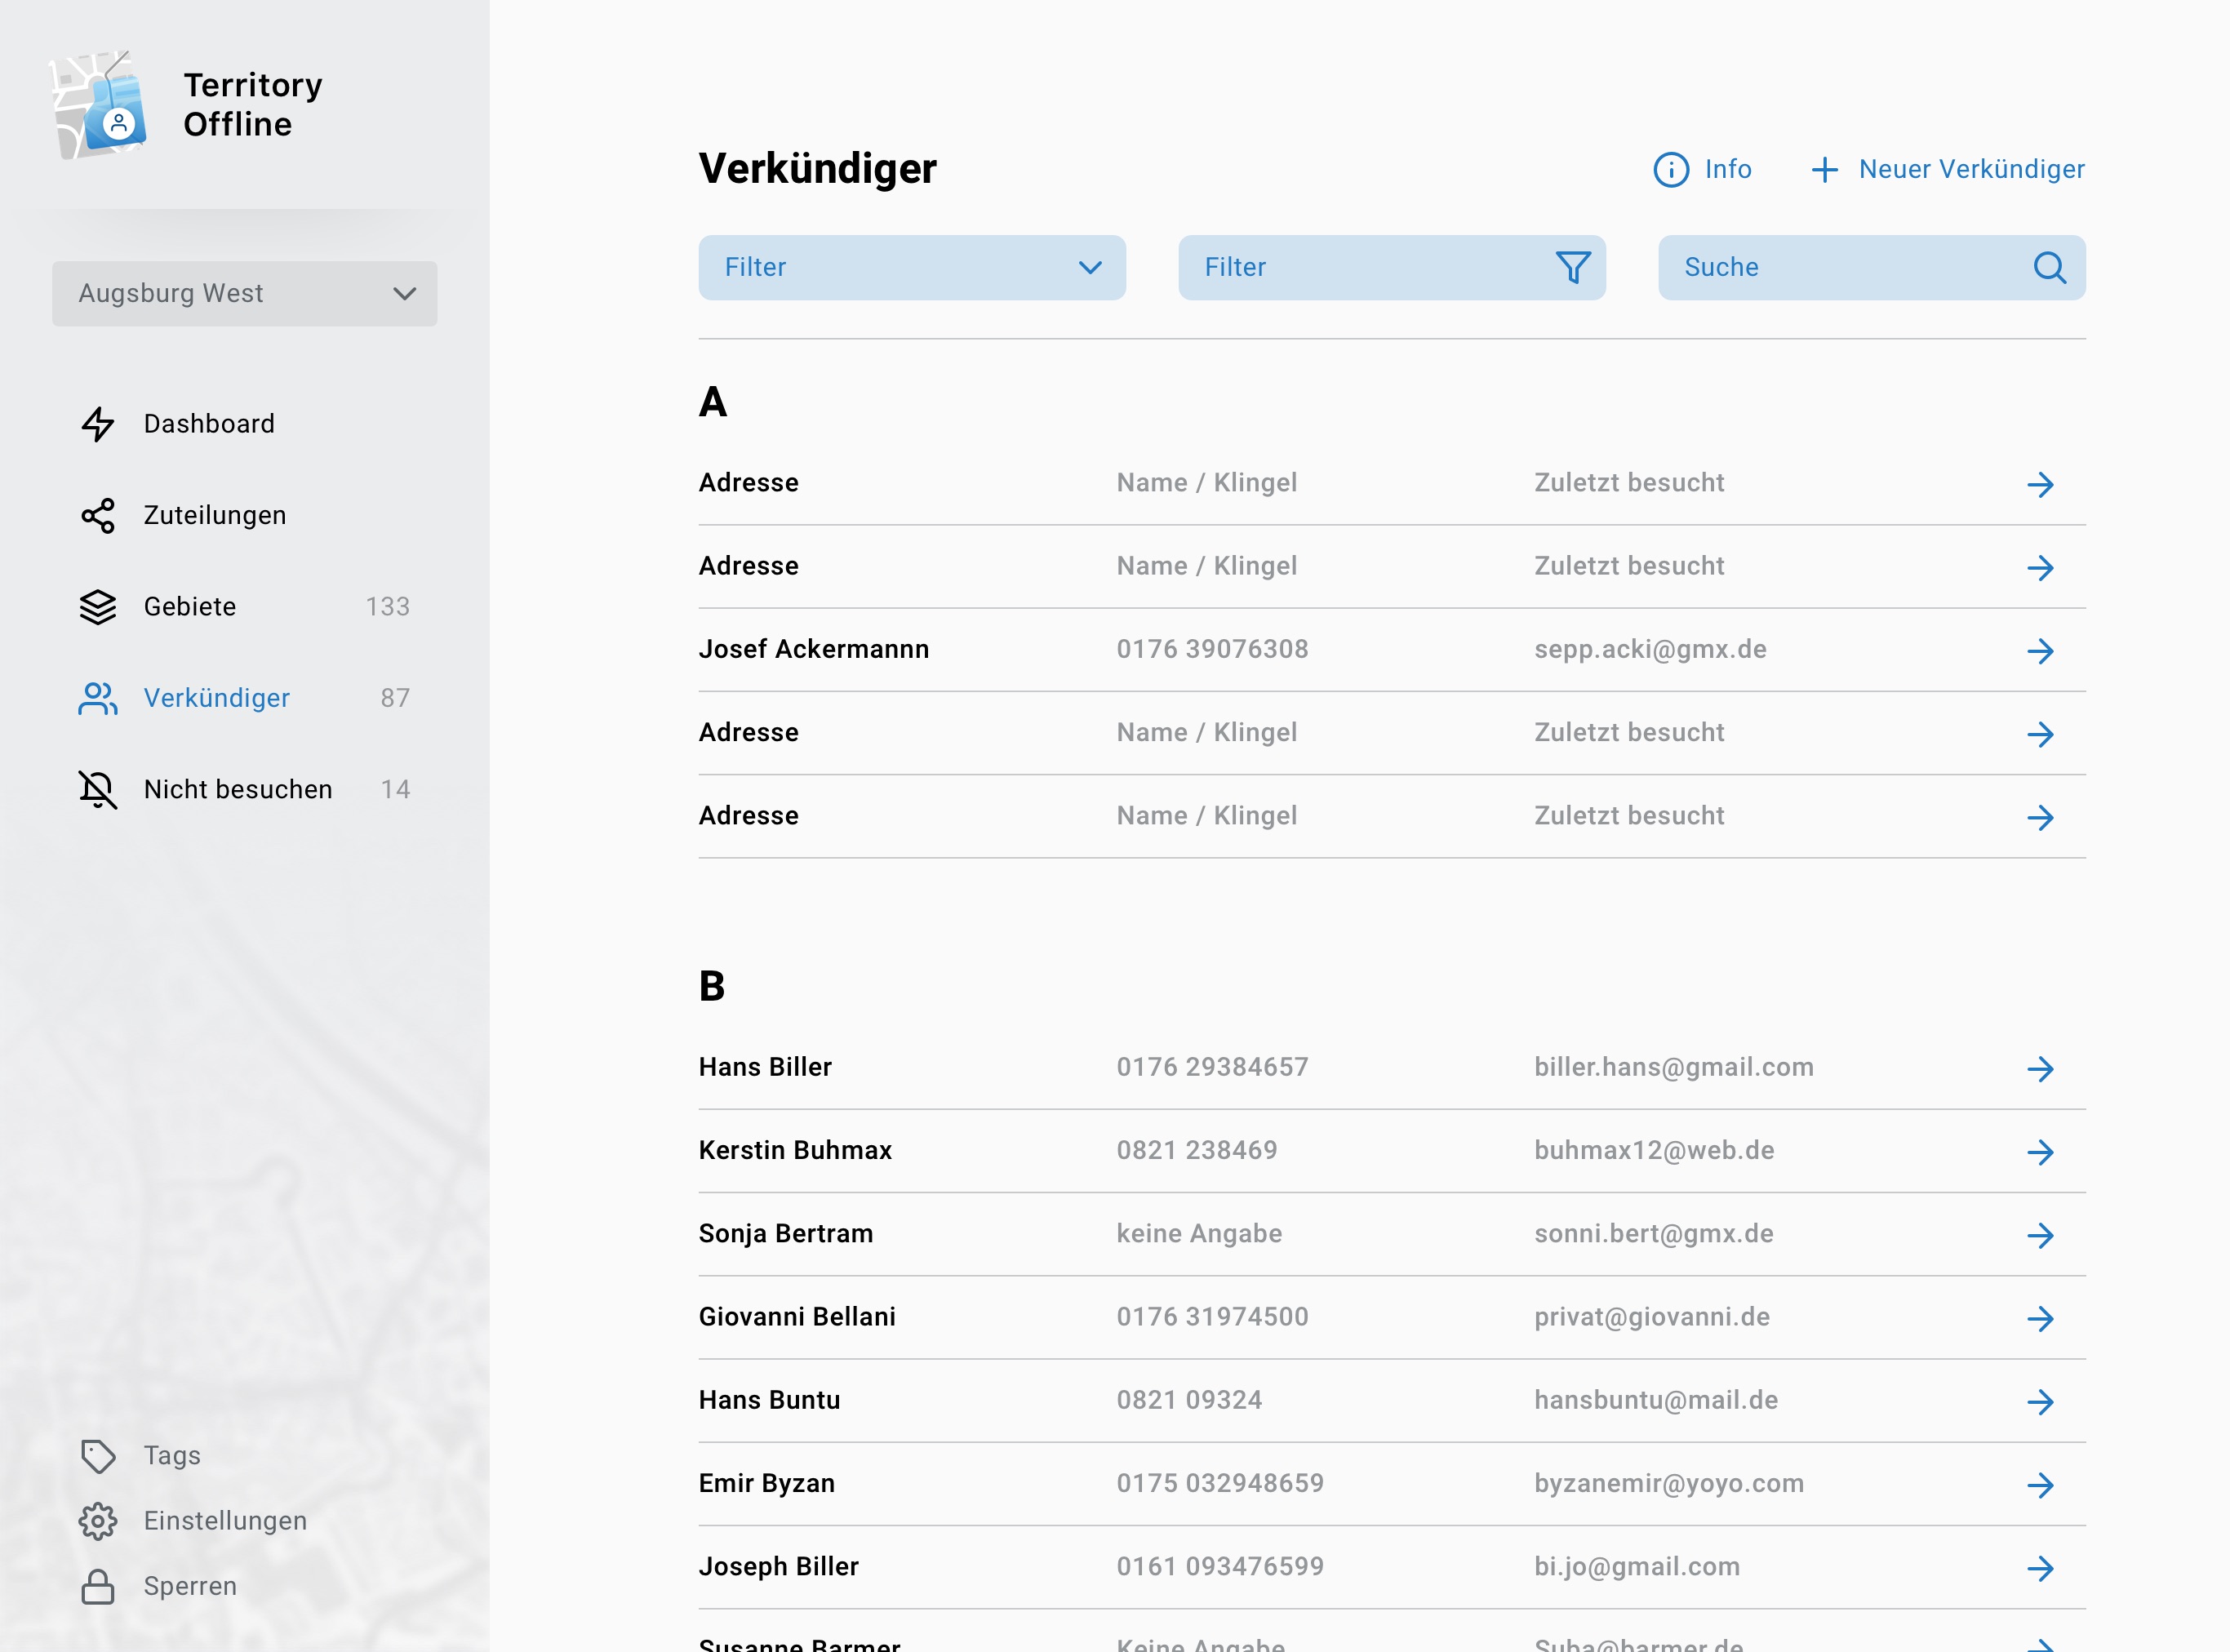 Territory
Offline
Augsburg West
Dashboard
Zuteilungen
Gebiete 133
Verkündiger 87
Nicht besuchen 14
Tags
Einstellungen
Sperren
Verkündiger
Info
Neuer Verkündiger
Filter
Filter
Suche
A
Adresse Name / Klingel Zuletzt besucht
Adresse Name / Klingel Zuletzt besucht
Josef Ackermannn 0176 39076308 sepp.acki@gmx.de
Adresse Name / Klingel Zuletzt besucht
Adresse Name / Klingel Zuletzt besucht
B
Hans Biller 0176 29384657 biller.hans@gmail.com
Kerstin Buhmax 0821 238469 buhmax12@web.de
Sonja Bertram keine Angabe sonni.bert@gmx.de
Giovanni Bellani 0176 31974500 privat@giovanni.de
Hans Buntu 0821 09324 hansbuntu@mail.de
Emir Byzan 0175 032948659 byzanemir@yoyo.com
Joseph Biller 0161 093476599 bi.jo@gmail.com
Susanne Barmer Keine Angabe Suba@barmer.de